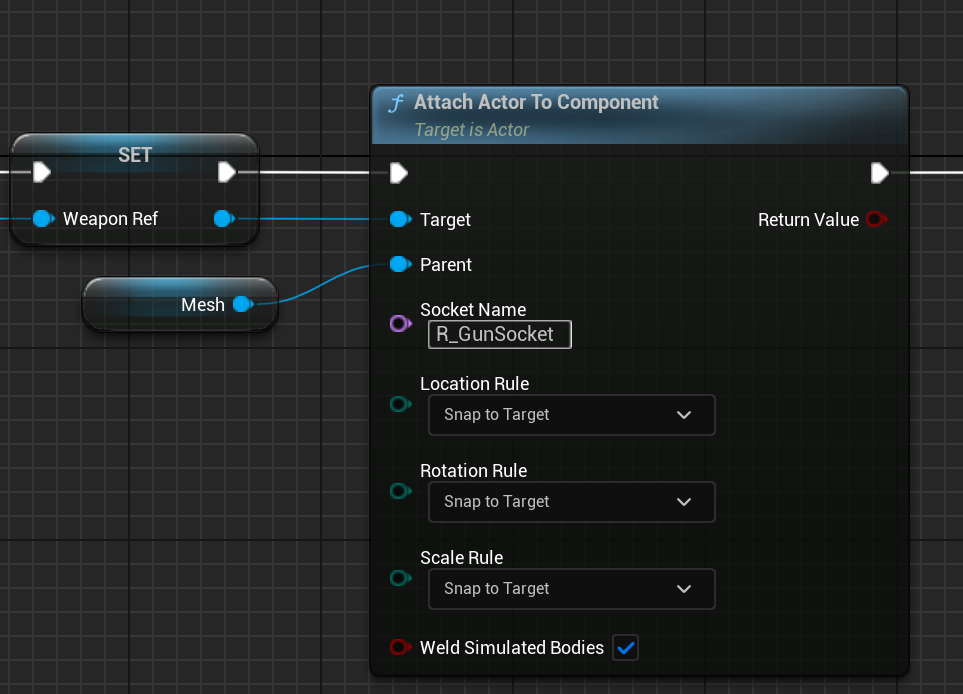 f Attach Actor To Component
Target is Actor
SET
Weapon Ref
Target
Return Value
Parent
Mesh
Socket Name
R_GunSocket
Location Rule
Snap to Target
Rotation Rule
Snap to Target
Scale Rule
Snap to Target
Weld Simulated Bodies